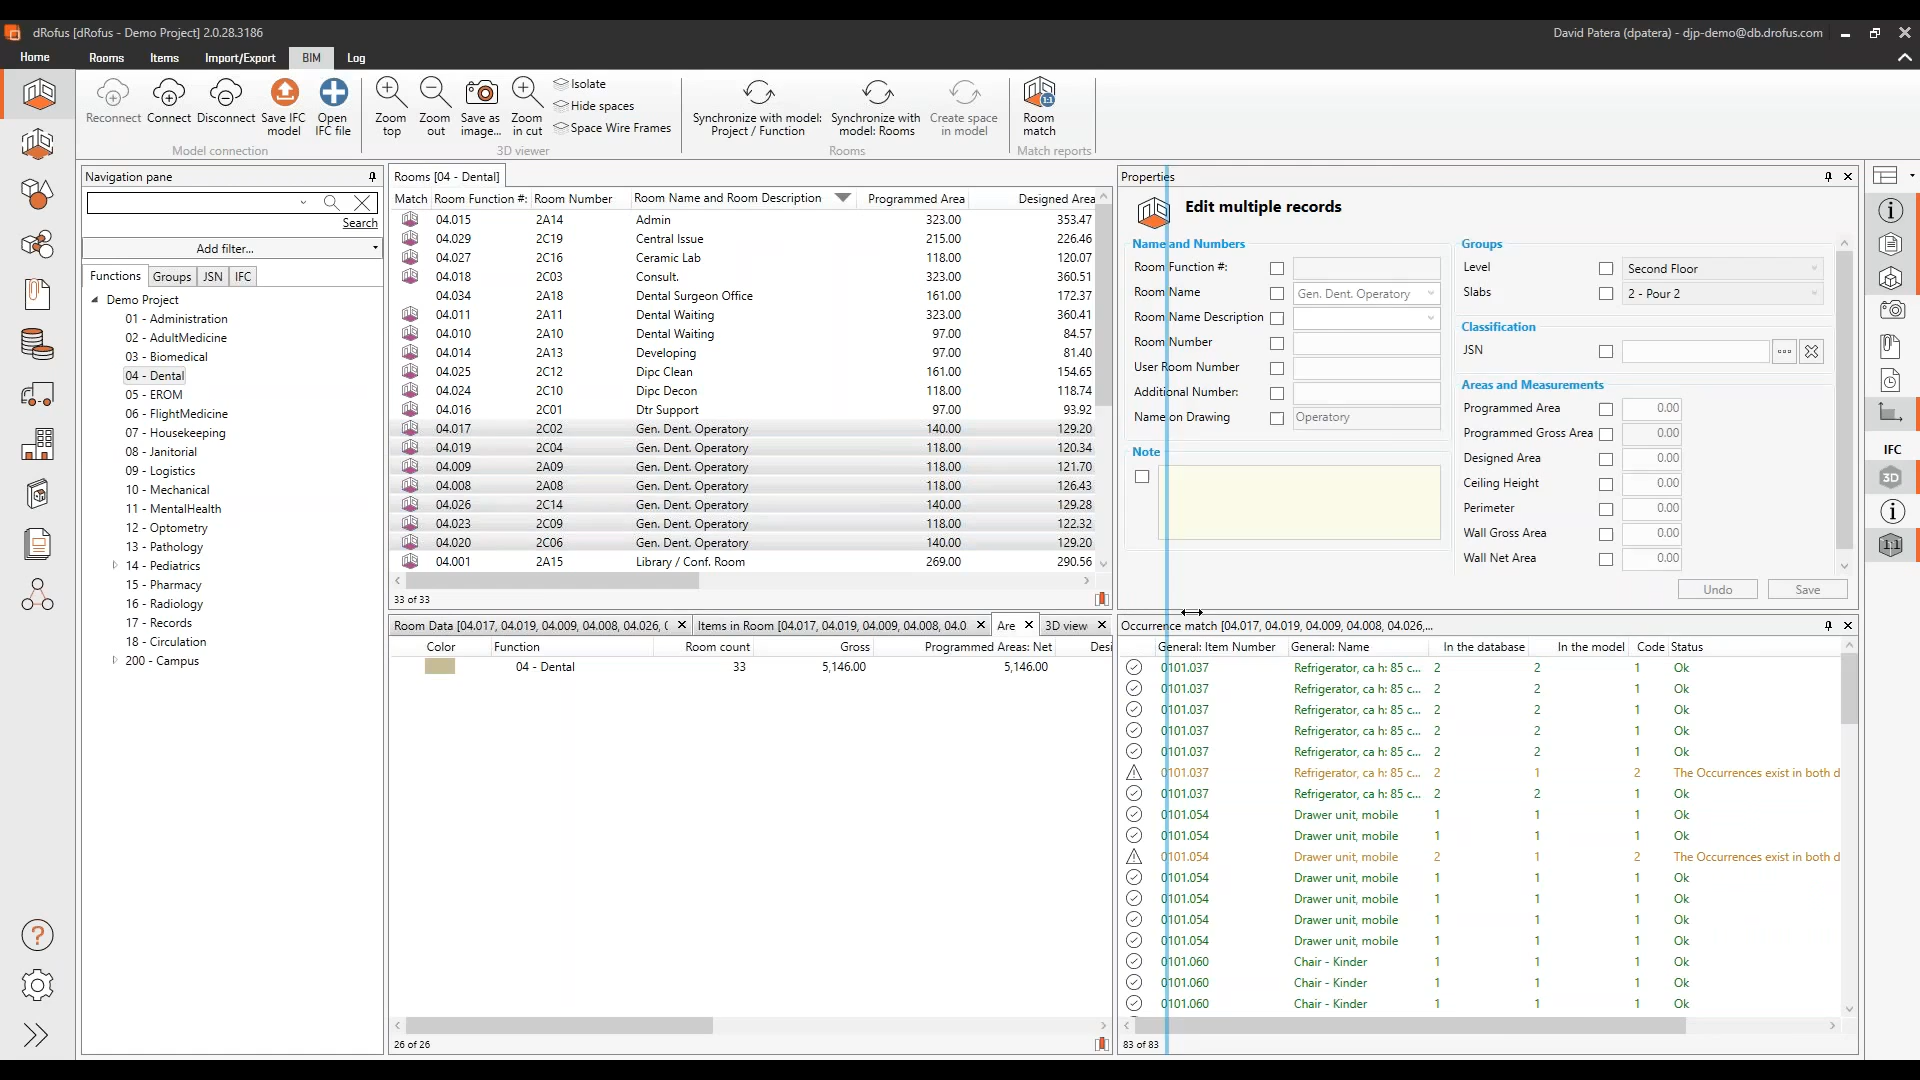 dRofus [dRofus - Demo Project] 2.0.28.3186
David Patera (dpatera) - djp-demo@db.drofus.com
Home Rooms Items Import/Export BIM Log
Reconnect Connect Disconnect Save IFC model Open IFC file
Model connection
Zoom top Zoom out Save as image... Zoom in cut
Isolate
Hide spaces
Space Wire Frames
3D viewer
Synchronize with model: Project / Function
Synchronize with model: Rooms
Create space in model
Rooms
Room match
Match reports
Navigation pane
Search
Add filter...
Functions Groups JSN IFC
Demo Project
01 - Administration
02 - AdultMedicine
03 - Biomedical
04 - Dental
05 - EROM
06 - FlightMedicine
07 - Housekeeping
08 - Janitorial
09 - Logistics
10 - Mechanical
11 - MentalHealth
12 - Optometry
13 - Pathology
14 - Pediatrics
15 - Pharmacy
16 - Radiology
17 - Records
18 - Circulation
200 - Campus
Rooms [04 - Dental]
Match Room Function #: Room Number Room Name and Room Description Programmed Area Designed Area
04.015 2A14 Admin 323.00 353.47
04.029 2C19 Central Issue 215.00 226.46
04.027 2C16 Ceramic Lab 118.00 120.07
04.018 2C03 Consult. 323.00 360.51
04.034 2A18 Dental Surgeon Office 161.00 172.37
04.011 2A11 Dental Waiting 323.00 360.41
04.010 2A10 Dental Waiting 97.00 84.57
04.014 2A13 Developing 97.00 81.40
04.025 2C12 Dipc Clean 161.00 154.65
04.024 2C10 Dipc Decon 118.00 118.74
04.016 2C01 Dtr Support 97.00 93.92
04.017 2C02 Gen. Dent. Operatory 140.00 129.20
04.019 2C04 Gen. Dent. Operatory 118.00 120.34
04.009 2A09 Gen. Dent. Operatory 118.00 121.70
04.008 2A08 Gen. Dent. Operatory 118.00 126.43
04.026 2C14 Gen. Dent. Operatory 140.00 129.28
04.023 2C09 Gen. Dent. Operatory 118.00 122.32
04.020 2C06 Gen. Dent. Operatory 140.00 129.20
04.001 2A15 Library / Conf. Room 269.00 290.56
33 of 33
Properties
Edit multiple records
Name and Numbers
Room Function #:
Room Name Gen. Dent. Operatory
Room Name Description
Room Number
User Room Number
Additional Number:
Name on Drawing Operatory
Note
Groups
Level Second Floor
Slabs 2 - Pour 2
Classification
JSN ...
Areas and Measurements
Programmed Area 0.00
Programmed Gross Area 0.00
Designed Area 0.00
Ceiling Height 0.00
Perimeter 0.00
Wall Gross Area 0.00
Wall Net Area 0.00
Undo Save
IFC
3D
1:1
Room Data [04.017, 04.019, 04.009, 04.008, 04.026, ( Items in Room [04.017, 04.019, 04.009, 04.008, 04.0 Are 3D view
Color Function Room count Gross Programmed Areas: Net Desi
04 - Dental 33 5,146.00 5,146.00
26 of 26
Occurrence match [04.017, 04.019, 04.009, 04.008, 04.026,...
General: Item Number General: Name In the database In the model Code Status
0101.037 Refrigerator, ca h: 85 c... 2 2 1 Ok
0101.037 Refrigerator, ca h: 85 c... 2 2 1 Ok
0101.037 Refrigerator, ca h: 85 c... 2 2 1 Ok
0101.037 Refrigerator, ca h: 85 c... 2 2 1 Ok
0101.037 Refrigerator, ca h: 85 c... 2 2 1 Ok
0101.037 Refrigerator, ca h: 85 c... 2 1 2 The Occurrences exist in both d
0101.037 Refrigerator, ca h: 85 c... 2 2 1 Ok
0101.054 Drawer unit, mobile 1 1 1 Ok
0101.054 Drawer unit, mobile 1 1 1 Ok
0101.054 Drawer unit, mobile 2 1 2 The Occurrences exist in both d
0101.054 Drawer unit, mobile 1 1 1 Ok
0101.054 Drawer unit, mobile 1 1 1 Ok
0101.054 Drawer unit, mobile 1 1 1 Ok
0101.054 Drawer unit, mobile 1 1 1 Ok
0101.060 Chair - Kinder 1 1 1 Ok
0101.060 Chair - Kinder 1 1 1 Ok
0101.060 Chair - Kinder 1 1 1 Ok
83 of 83